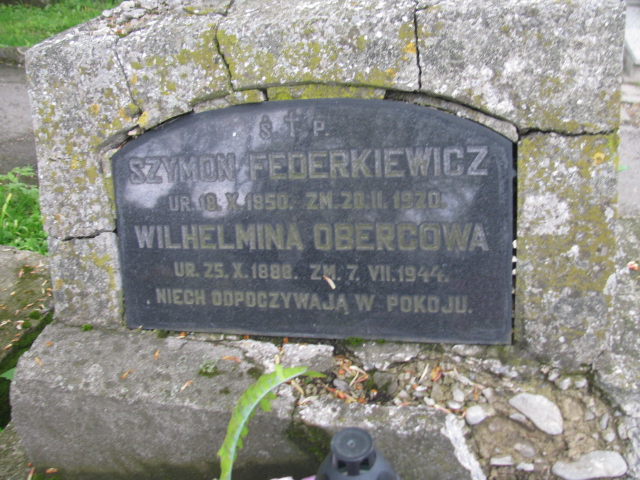 Ś. T. P.
SZYMON FEDERKIEWICZ
UR. 18. X. 1850. ZM. 20. II. 1920.
WILHELMINA OBERCOWA
UR. 25. X. 1888. ZM. 7. VII. 1944.
NIECH ODPOCZYWAJĄ W POKOJU.